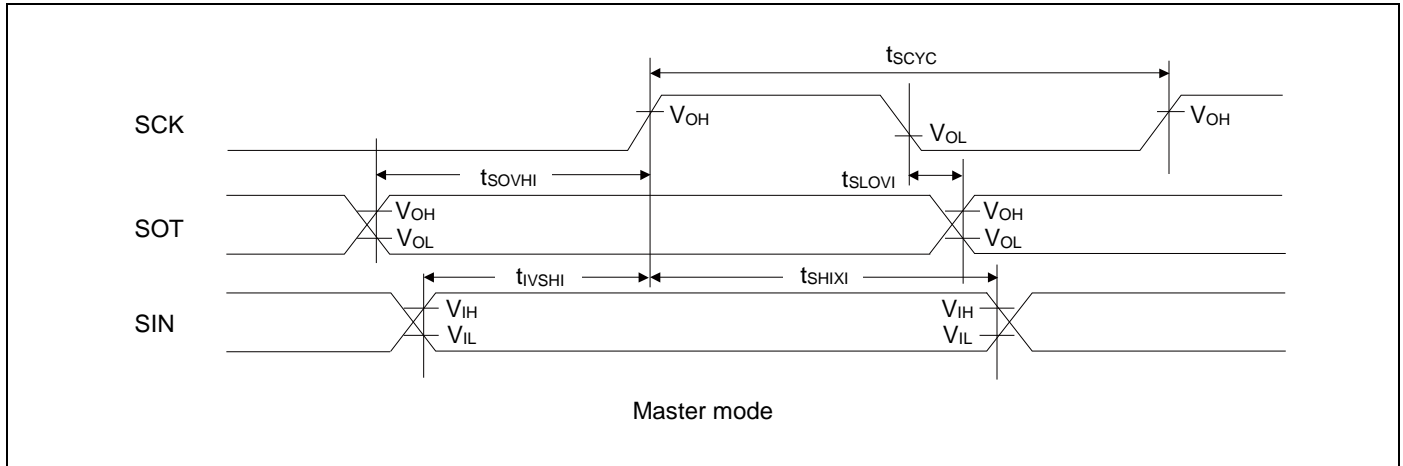 tSCYC
SCK
VOH
VOL
VOH
tSOVHI
tSLOVI
SOT
VOH
VOL
VOH
VOL
tIVSHI
tSHIXI
SIN
VIH
VIL
VIH
VIL
Master mode